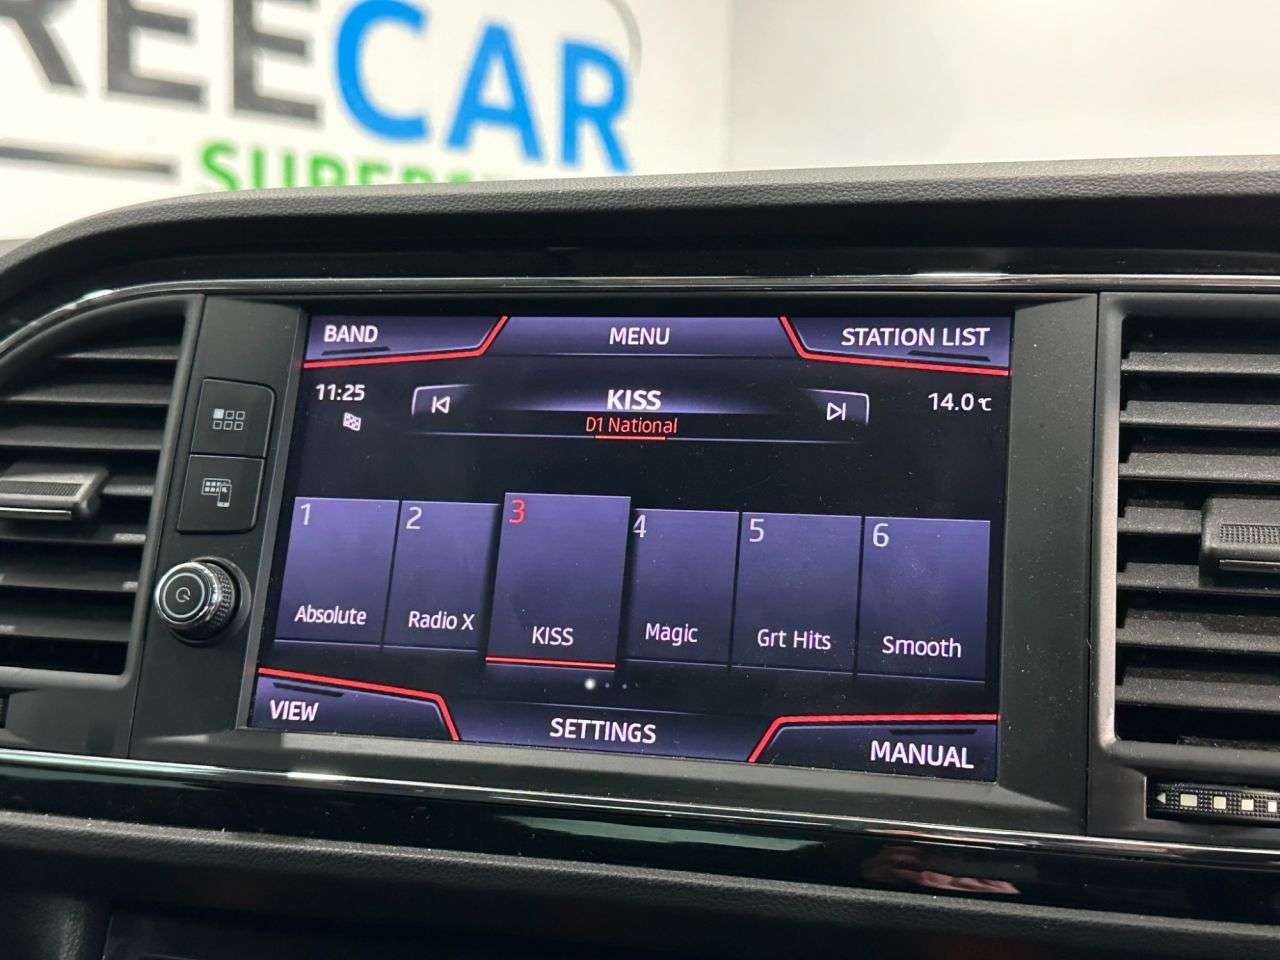 CAR
BAND
MENU
STATION LIST
11:25
KISS
14.0°C
D1 National
1
2
3
4
5
6
Absolute
Radio X
KISS
Magic
Grt Hits
Smooth
VIEW
SETTINGS
MANUAL